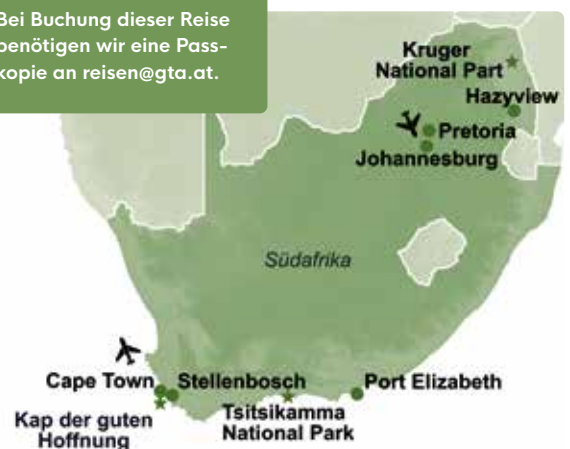 Bei Buchung dieser Reise
benötigen wir eine Pass-
kopie an reisen@gta.at.
Kruger
National Part
Hazyview
Pretoria
Johannesburg
Südafrika
Cape Town
Stellenbosch
Port Elizabeth
Kap der guten
Hoffnung
Tsitsikamma
National Park